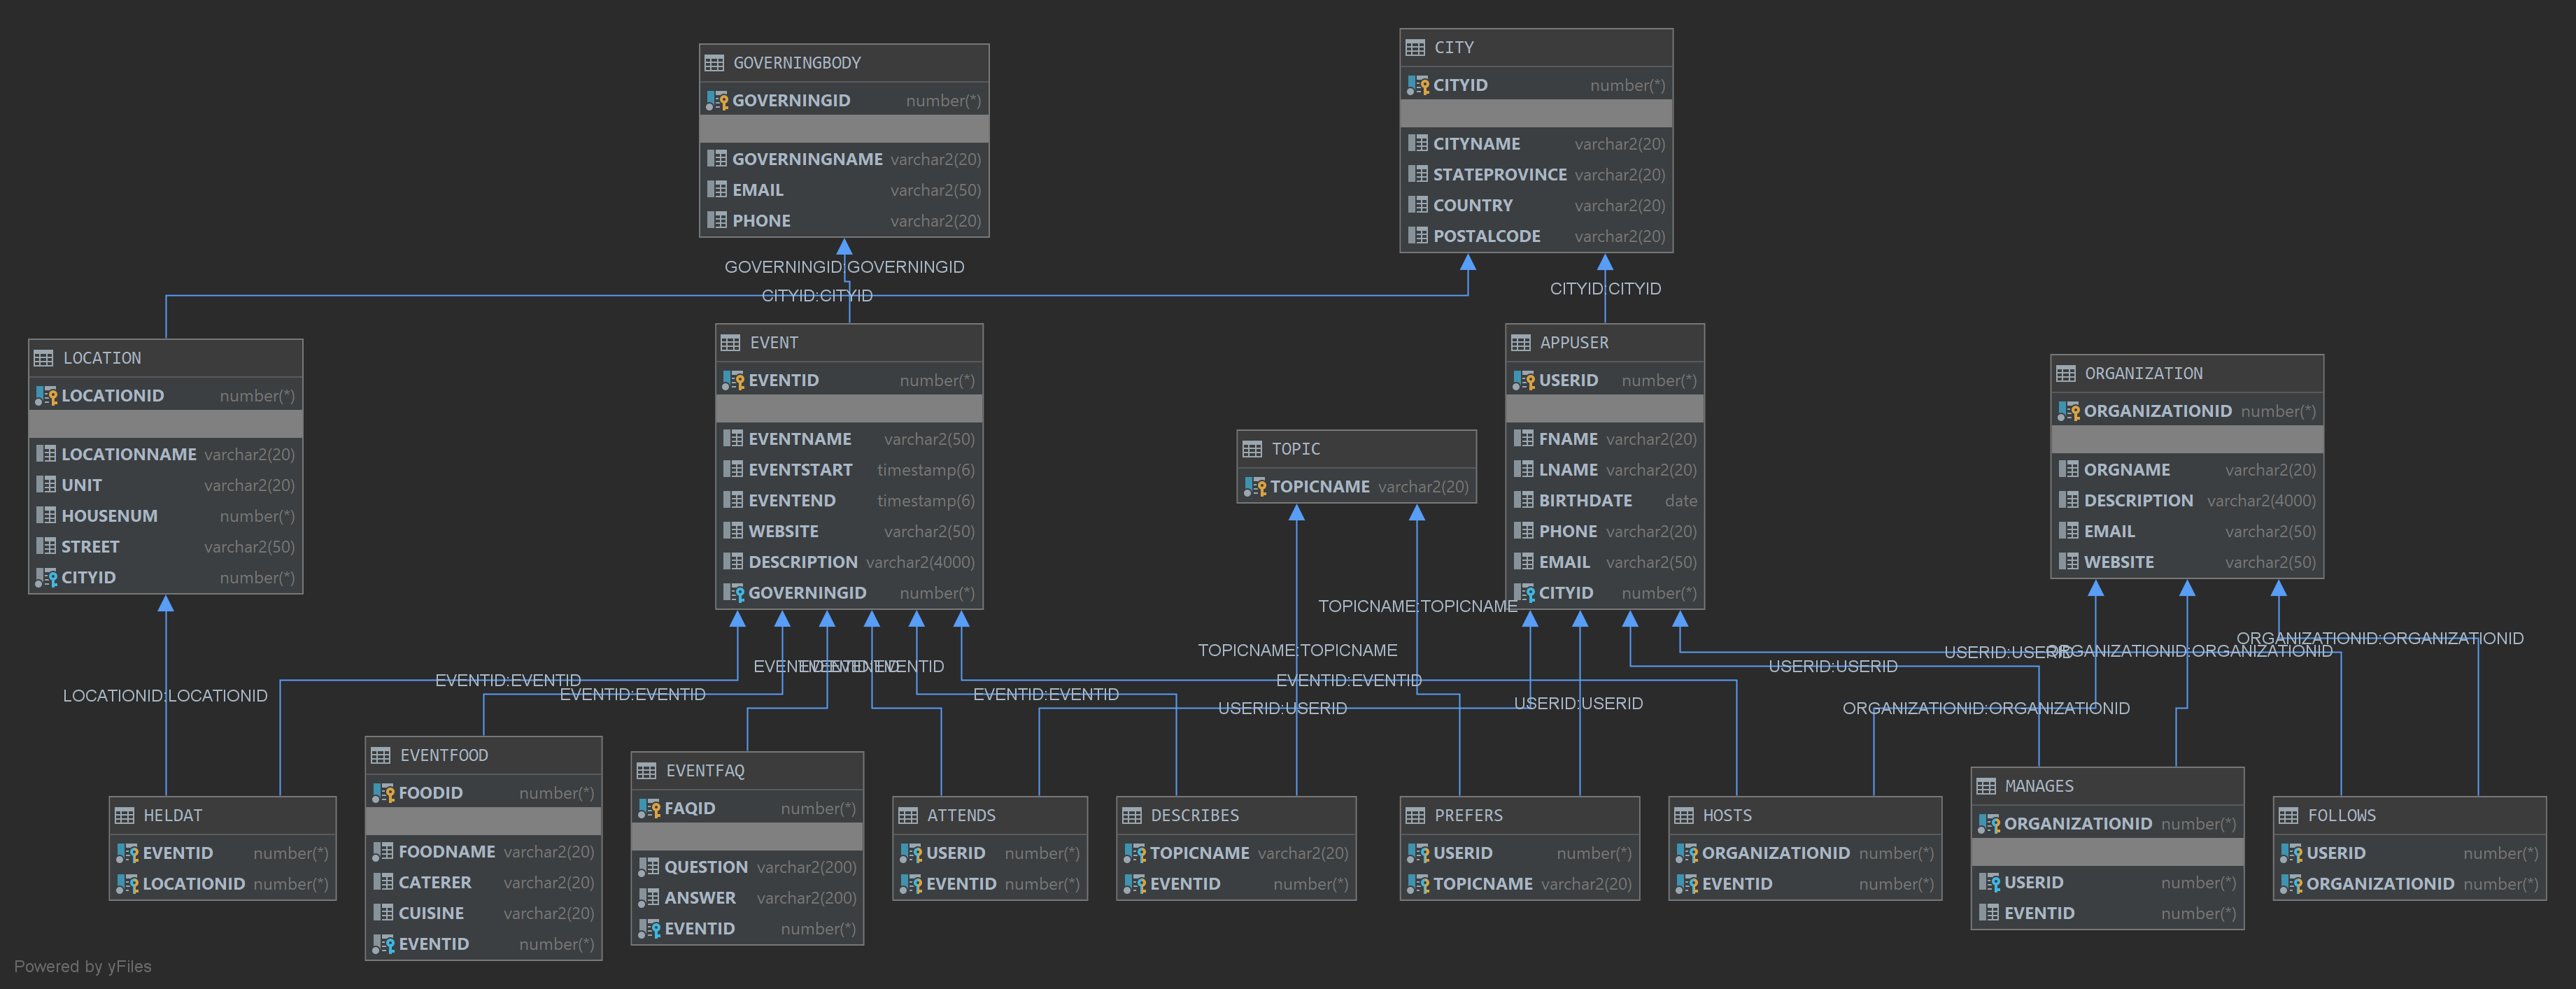 GOVERNINGBODY
GOVERNINGID number(*)
GOVERNINGNAME varchar2(20)
EMAIL varchar2(50)
PHONE varchar2(20)
CITY
CITYID number(*)
CITYNAME varchar2(20)
STATEPROVINCE varchar2(20)
COUNTRY varchar2(20)
POSTALCODE varchar2(20)
GOVERNINGID:GOVERNINGID
CITYID:CITYID
CITYID:CITYID
LOCATION
LOCATIONID number(*)
LOCATIONNAME varchar2(20)
UNIT varchar2(20)
HOUSENUM number(*)
STREET varchar2(50)
CITYID number(*)
EVENT
EVENTID number(*)
EVENTNAME varchar2(50)
EVENTSTART timestamp(6)
EVENTEND timestamp(6)
WEBSITE varchar2(50)
DESCRIPTION varchar2(4000)
GOVERNINGID number(*)
TOPIC
TOPICNAME varchar2(20)
APPUSER
USERID number(*)
FNAME varchar2(20)
LNAME varchar2(20)
BIRTHDATE date
PHONE varchar2(20)
EMAIL varchar2(50)
CITYID number(*)
ORGANIZATION
ORGANIZATIONID number(*)
ORGNAME varchar2(20)
DESCRIPTION varchar2(4000)
EMAIL varchar2(50)
WEBSITE varchar2(50)
TOPICNAME:TOPICNAME
TOPICNAME:TOPICNAME
ORGANIZATIONID:ORGANIZATIONID
ORGANIZATIONID:ORGANIZATIONID
USERID:USERID
USERID:USERID
EVENTID:EVENTID
EVENTID:EVENTID
EVENTID:EVENTID
EVENTID:EVENTID
LOCATIONID:LOCATIONID
USERID:USERID
USERID:USERID
ORGANIZATIONID:ORGANIZATIONID
HELDAT
EVENTID number(*)
LOCATIONID number(*)
EVENTFOOD
FOODID number(*)
FOODNAME varchar2(20)
CATERER varchar2(20)
CUISINE varchar2(20)
EVENTID number(*)
EVENTFAQ
FAQID number(*)
QUESTION varchar2(200)
ANSWER varchar2(200)
EVENTID number(*)
ATTENDS
USERID number(*)
EVENTID number(*)
DESCRIBES
TOPICNAME varchar2(20)
EVENTID number(*)
PREFERS
USERID number(*)
TOPICNAME varchar2(20)
HOSTS
ORGANIZATIONID number(*)
EVENTID number(*)
MANAGES
ORGANIZATIONID number(*)
USERID number(*)
EVENTID number(*)
FOLLOWS
USERID number(*)
ORGANIZATIONID number(*)
Powered by yFiles